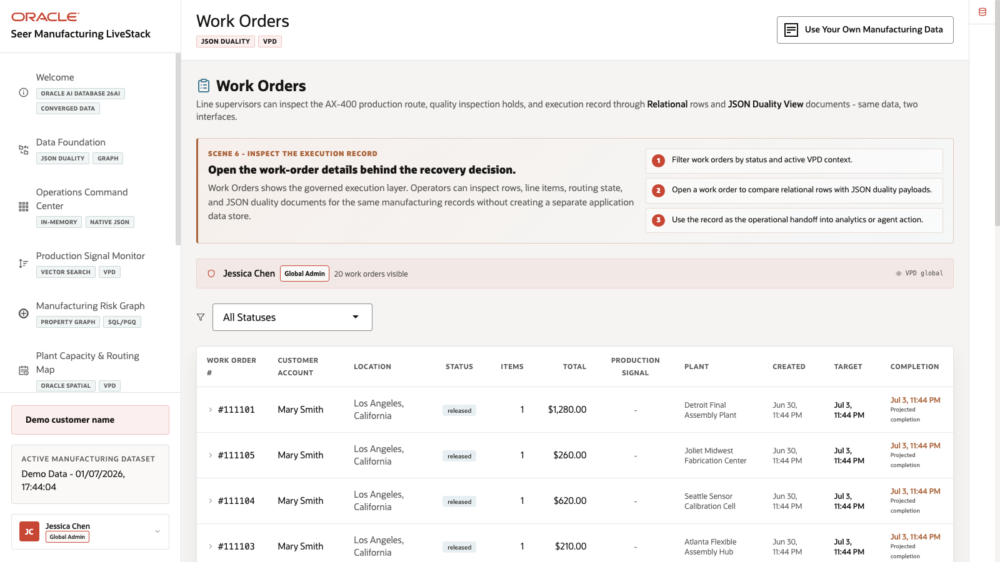 ORACLE
Seer Manufacturing LiveStack
Welcome
ORACLE AI DATABASE 26AI
CONVERGED DATA
Data Foundation
JSON DUALITY GRAPH
Operations Command
Center
IN-MEMORY NATIVE JSON
Production Signal Monitor
VECTOR SEARCH VPD
Manufacturing Risk Graph
PROPERTY GRAPH SQL/PGQ
Plant Capacity & Routing
Map
ORACLE SPATIAL VPD
Demo customer name
ACTIVE MANUFACTURING DATASET
Demo Data - 01/07/2026,
17:44:04
JC
Jessica Chen
Global Admin
Work Orders
JSON DUALITY VPD
Use Your Own Manufacturing Data
Work Orders
Line supervisors can inspect the AX-400 production route, quality inspection holds, and execution record through Relational rows and JSON Duality View documents - same data, two
interfaces.
SCENE 6 - INSPECT THE EXECUTION RECORD
Open the work-order details behind the recovery decision.
Work Orders shows the governed execution layer. Operators can inspect rows, line items, routing state,
and JSON duality documents for the same manufacturing records without creating a separate application
data store.
1 Filter work orders by status and active VPD context.
2 Open a work order to compare relational rows with JSON duality payloads.
3 Use the record as the operational handoff into analytics or agent action.
Jessica Chen Global Admin 20 work orders visible
VPD global
All Statuses
WORK ORDER # CUSTOMER ACCOUNT LOCATION STATUS ITEMS TOTAL PRODUCTION SIGNAL PLANT CREATED TARGET COMPLETION
#111101 Mary Smith Los Angeles, California released 1 $1,280.00 - Detroit Final Assembly Plant Jun 30, 11:44 PM Jul 3, 11:44 PM Jul 3, 11:44 PM Projected completion
#111105 Mary Smith Los Angeles, California released 1 $260.00 - Joliet Midwest Fabrication Center Jun 30, 11:44 PM Jul 3, 11:44 PM Jul 3, 11:44 PM Projected completion
#111104 Mary Smith Los Angeles, California released 1 $620.00 - Seattle Sensor Calibration Cell Jun 30, 11:44 PM Jul 3, 11:44 PM Jul 3, 11:44 PM Projected completion
#111103 Mary Smith Los Angeles, California released 1 $210.00 - Atlanta Flexible Assembly Hub Jun 30, 11:44 PM Jul 3, 11:44 PM Jul 3, 11:44 PM Projected completion